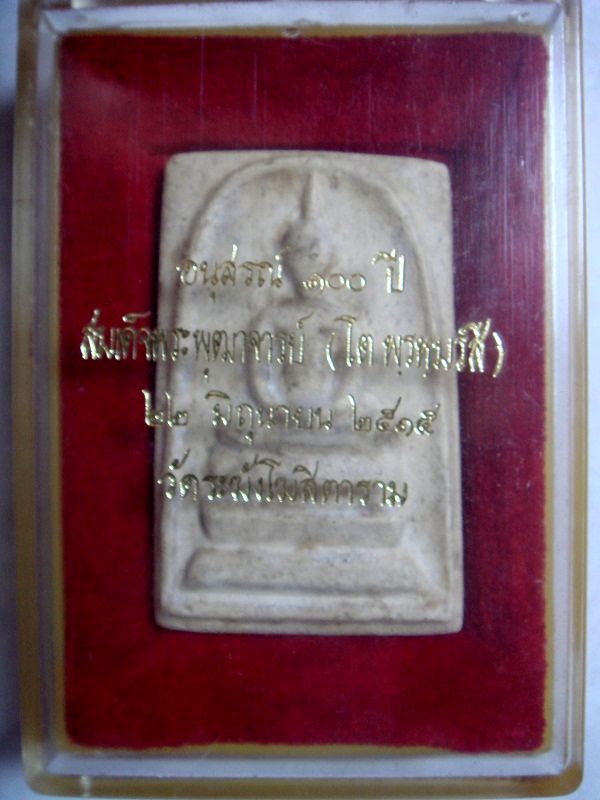 อนุสรณ์ ๑๐๐ ปี
สมเด็จพระพุฒาจารย์ (โต พฺรหฺมรํสี)
๒๒ มิถุนายน ๒๕๑๕
วัดระฆังโฆสิตาราม